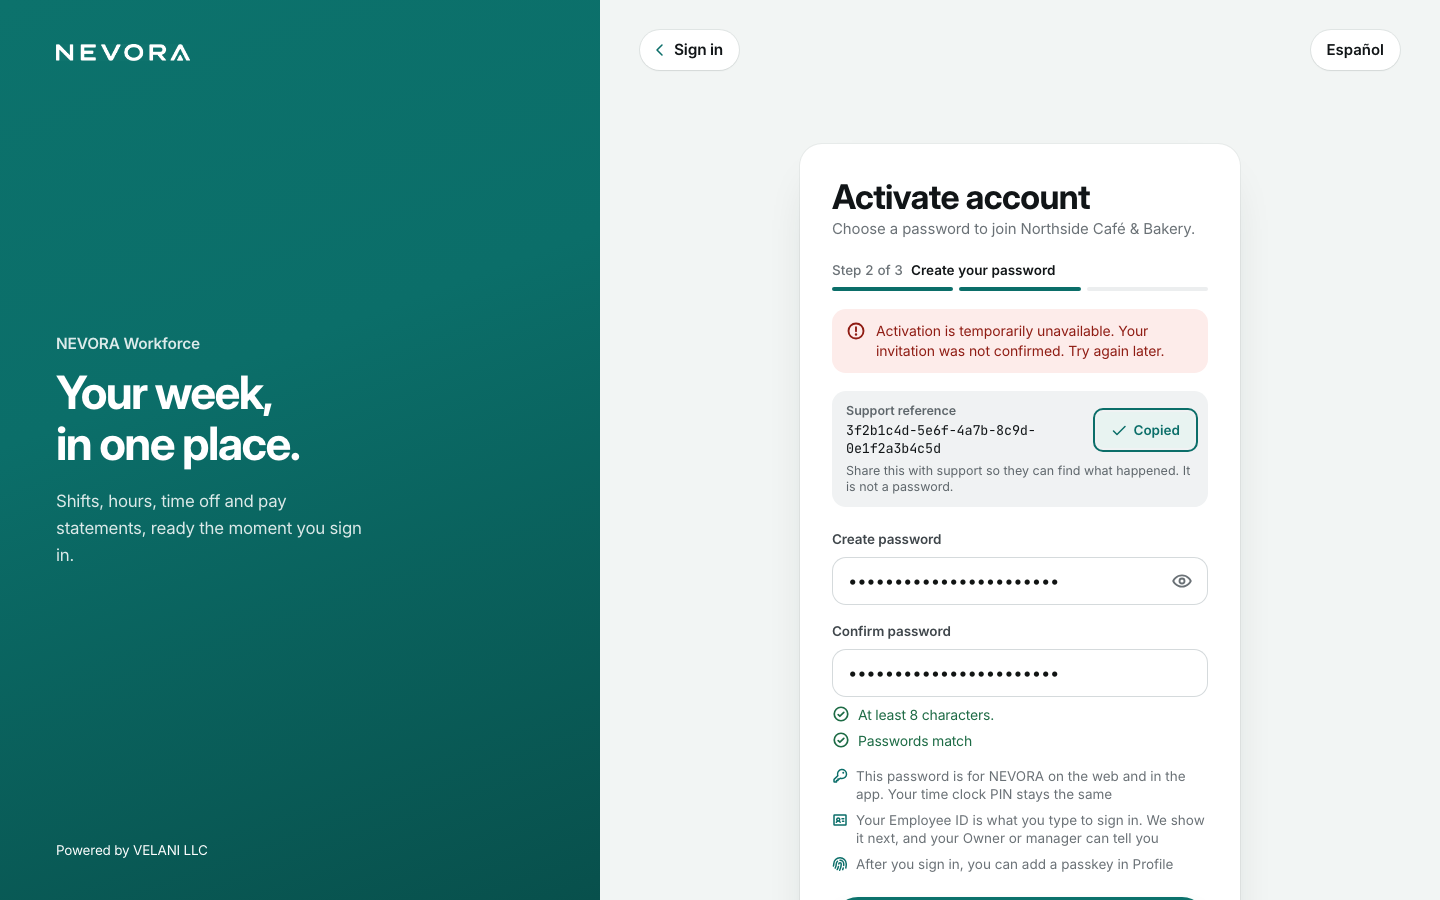 NEVORA
Sign in
Español
Activate account
Choose a password to join Northside Café & Bakery.
Step 2 of 3 Create your password
Activation is temporarily unavailable. Your
invitation was not confirmed. Try again later.
Support reference
3f2b1c4d-5e6f-4a7b-8c9d-
0e1f2a3b4c5d
Copied
Share this with support so they can find what happened. It
is not a password.
NEVORA Workforce
Your week,
in one place.
Shifts, hours, time off and pay
statements, ready the moment you sign
in.
Create password
••••••••••••••••••••••••
Confirm password
••••••••••••••••••••••••
At least 8 characters.
Passwords match
This password is for NEVORA on the web and in the
app. Your time clock PIN stays the same
Your Employee ID is what you type to sign in. We show
it next, and your Owner or manager can tell you
After you sign in, you can add a passkey in Profile
Powered by VELANI LLC